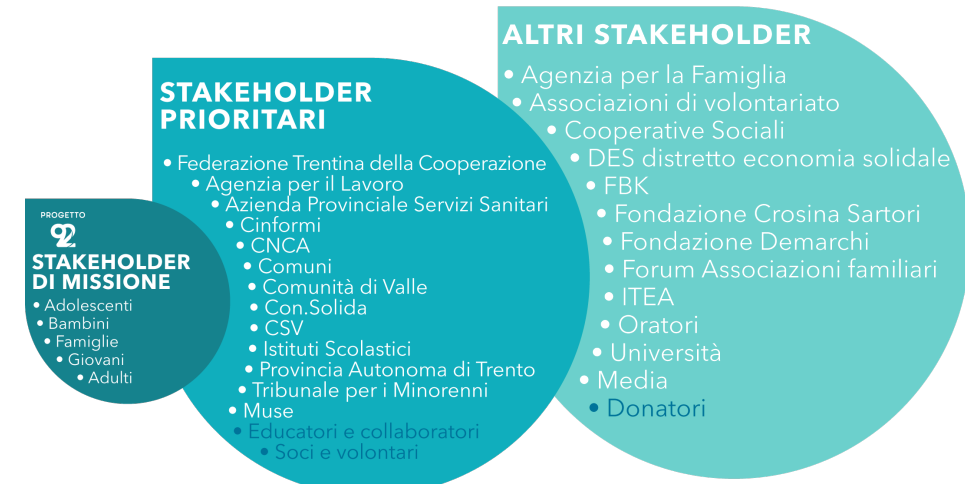 PROGETTO
92
STAKEHOLDER
DI MISSIONE
• Adolescenti
• Bambini
• Famiglie
• Giovani
• Adulti
STAKEHOLDER
PRIORITARI
• Federazione Trentina della Cooperazione
• Agenzia per il Lavoro
• Azienda Provinciale Servizi Sanitari
• Cinformi
• CNCA
• Comuni
• Comunità di Valle
• Con.Solida
• CSV
• Istituti Scolastici
• Provincia Autonoma di Trento
• Tribunale per i Minorenni
• Muse
• Educatori e collaboratori
• Soci e volontari
ALTRI STAKEHOLDER
• Agenzia per la Famiglia
• Associazioni di volontariato
• Cooperative Sociali
• DES distretto economia solidale
• FBK
• Fondazione Crosina Sartori
• Fondazione Demarchi
• Forum Associazioni familiari
• ITEA
• Oratori
• Università
• Media
• Donatori